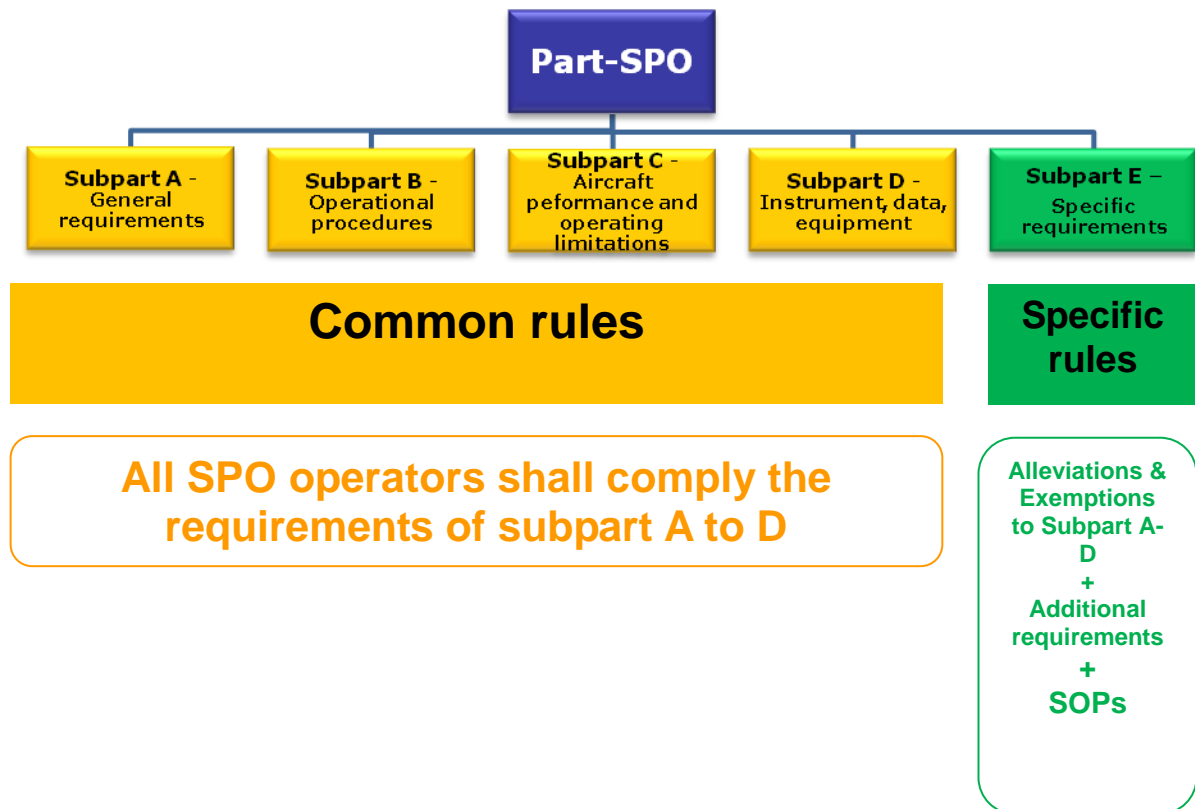 Part-SPO
Subpart A -
General
requirements
Subpart B -
Operational
procedures
Subpart C -
Aircraft
peformance and
operating
limitations
Subpart D -
Instrument, data,
equipment
Subpart E –
Specific
requirements
Common rules
Specific
rules
All SPO operators shall comply the
requirements of subpart A to D
Alleviations &
Exemptions
to Subpart A-
D
+
Additional
requirements
+
SOPs